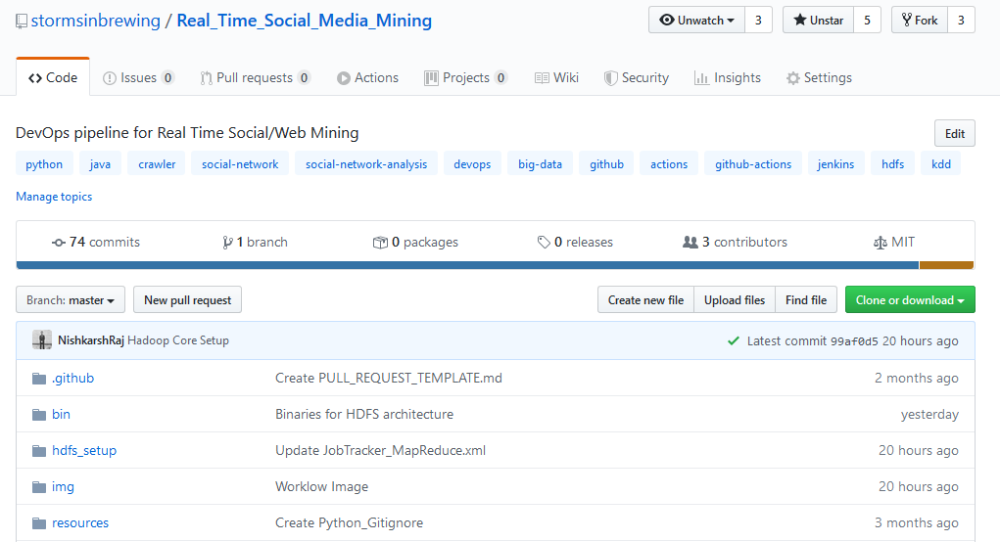 stormsinbrewing / Real_Time_Social_Media_Mining Unwatch 3 Unstar 5 Fork 3
Code Issues 0 Pull requests 0 Actions Projects 0 Wiki Security Insights Settings
DevOps pipeline for Real Time Social/Web Mining Edit
python java crawler social-network social-network-analysis devops big-data github actions github-actions jenkins hdfs kdd
Manage topics
74 commits 1 branch 0 packages 0 releases 3 contributors MIT
Branch: master New pull request Create new file Upload files Find file Clone or download
NishkarshRaj Hadoop Core Setup Latest commit 99af0d5 20 hours ago
.github Create PULL_REQUEST_TEMPLATE.md 2 months ago
bin Binaries for HDFS architecture yesterday
hdfs_setup Update JobTracker_MapReduce.xml 20 hours ago
img Worklow Image 20 hours ago
resources Create Python_Gitignore 3 months ago